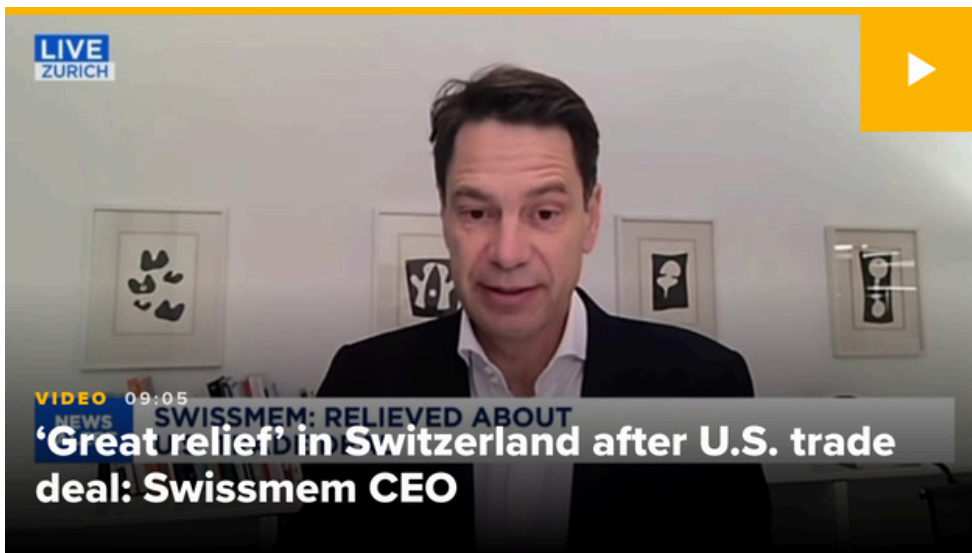 LIVE
ZURICH
VIDEO 09:05
NEWS
SWISSMEM: RELIEVED ABOUT
‘Great relief’ in Switzerland after U.S. trade
deal: Swissmem CEO